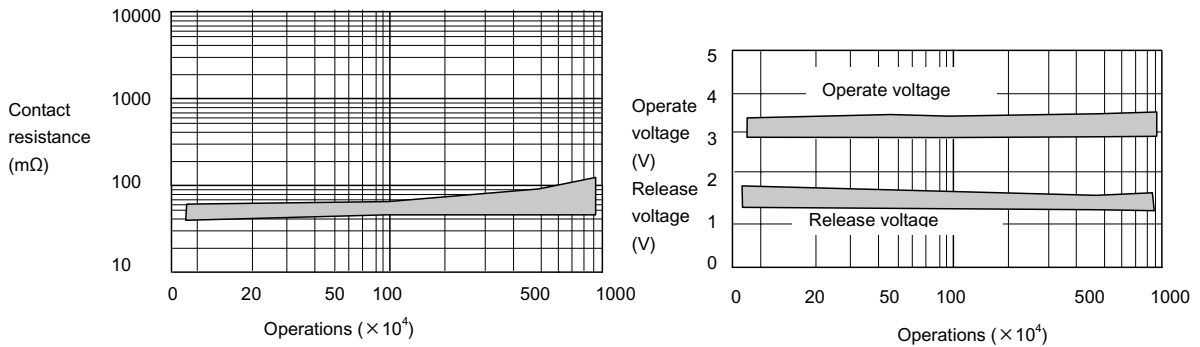 10000
1000
100
10
Contact
resistance
(mΩ)
0 20 50 100 500 1000
Operations (×10⁴)
5
4
3
2
1
0
Operate
voltage
(V)
Release
voltage
(V)
Operate voltage
Release voltage
0 20 50 100 500 1000
Operations (×10⁴)